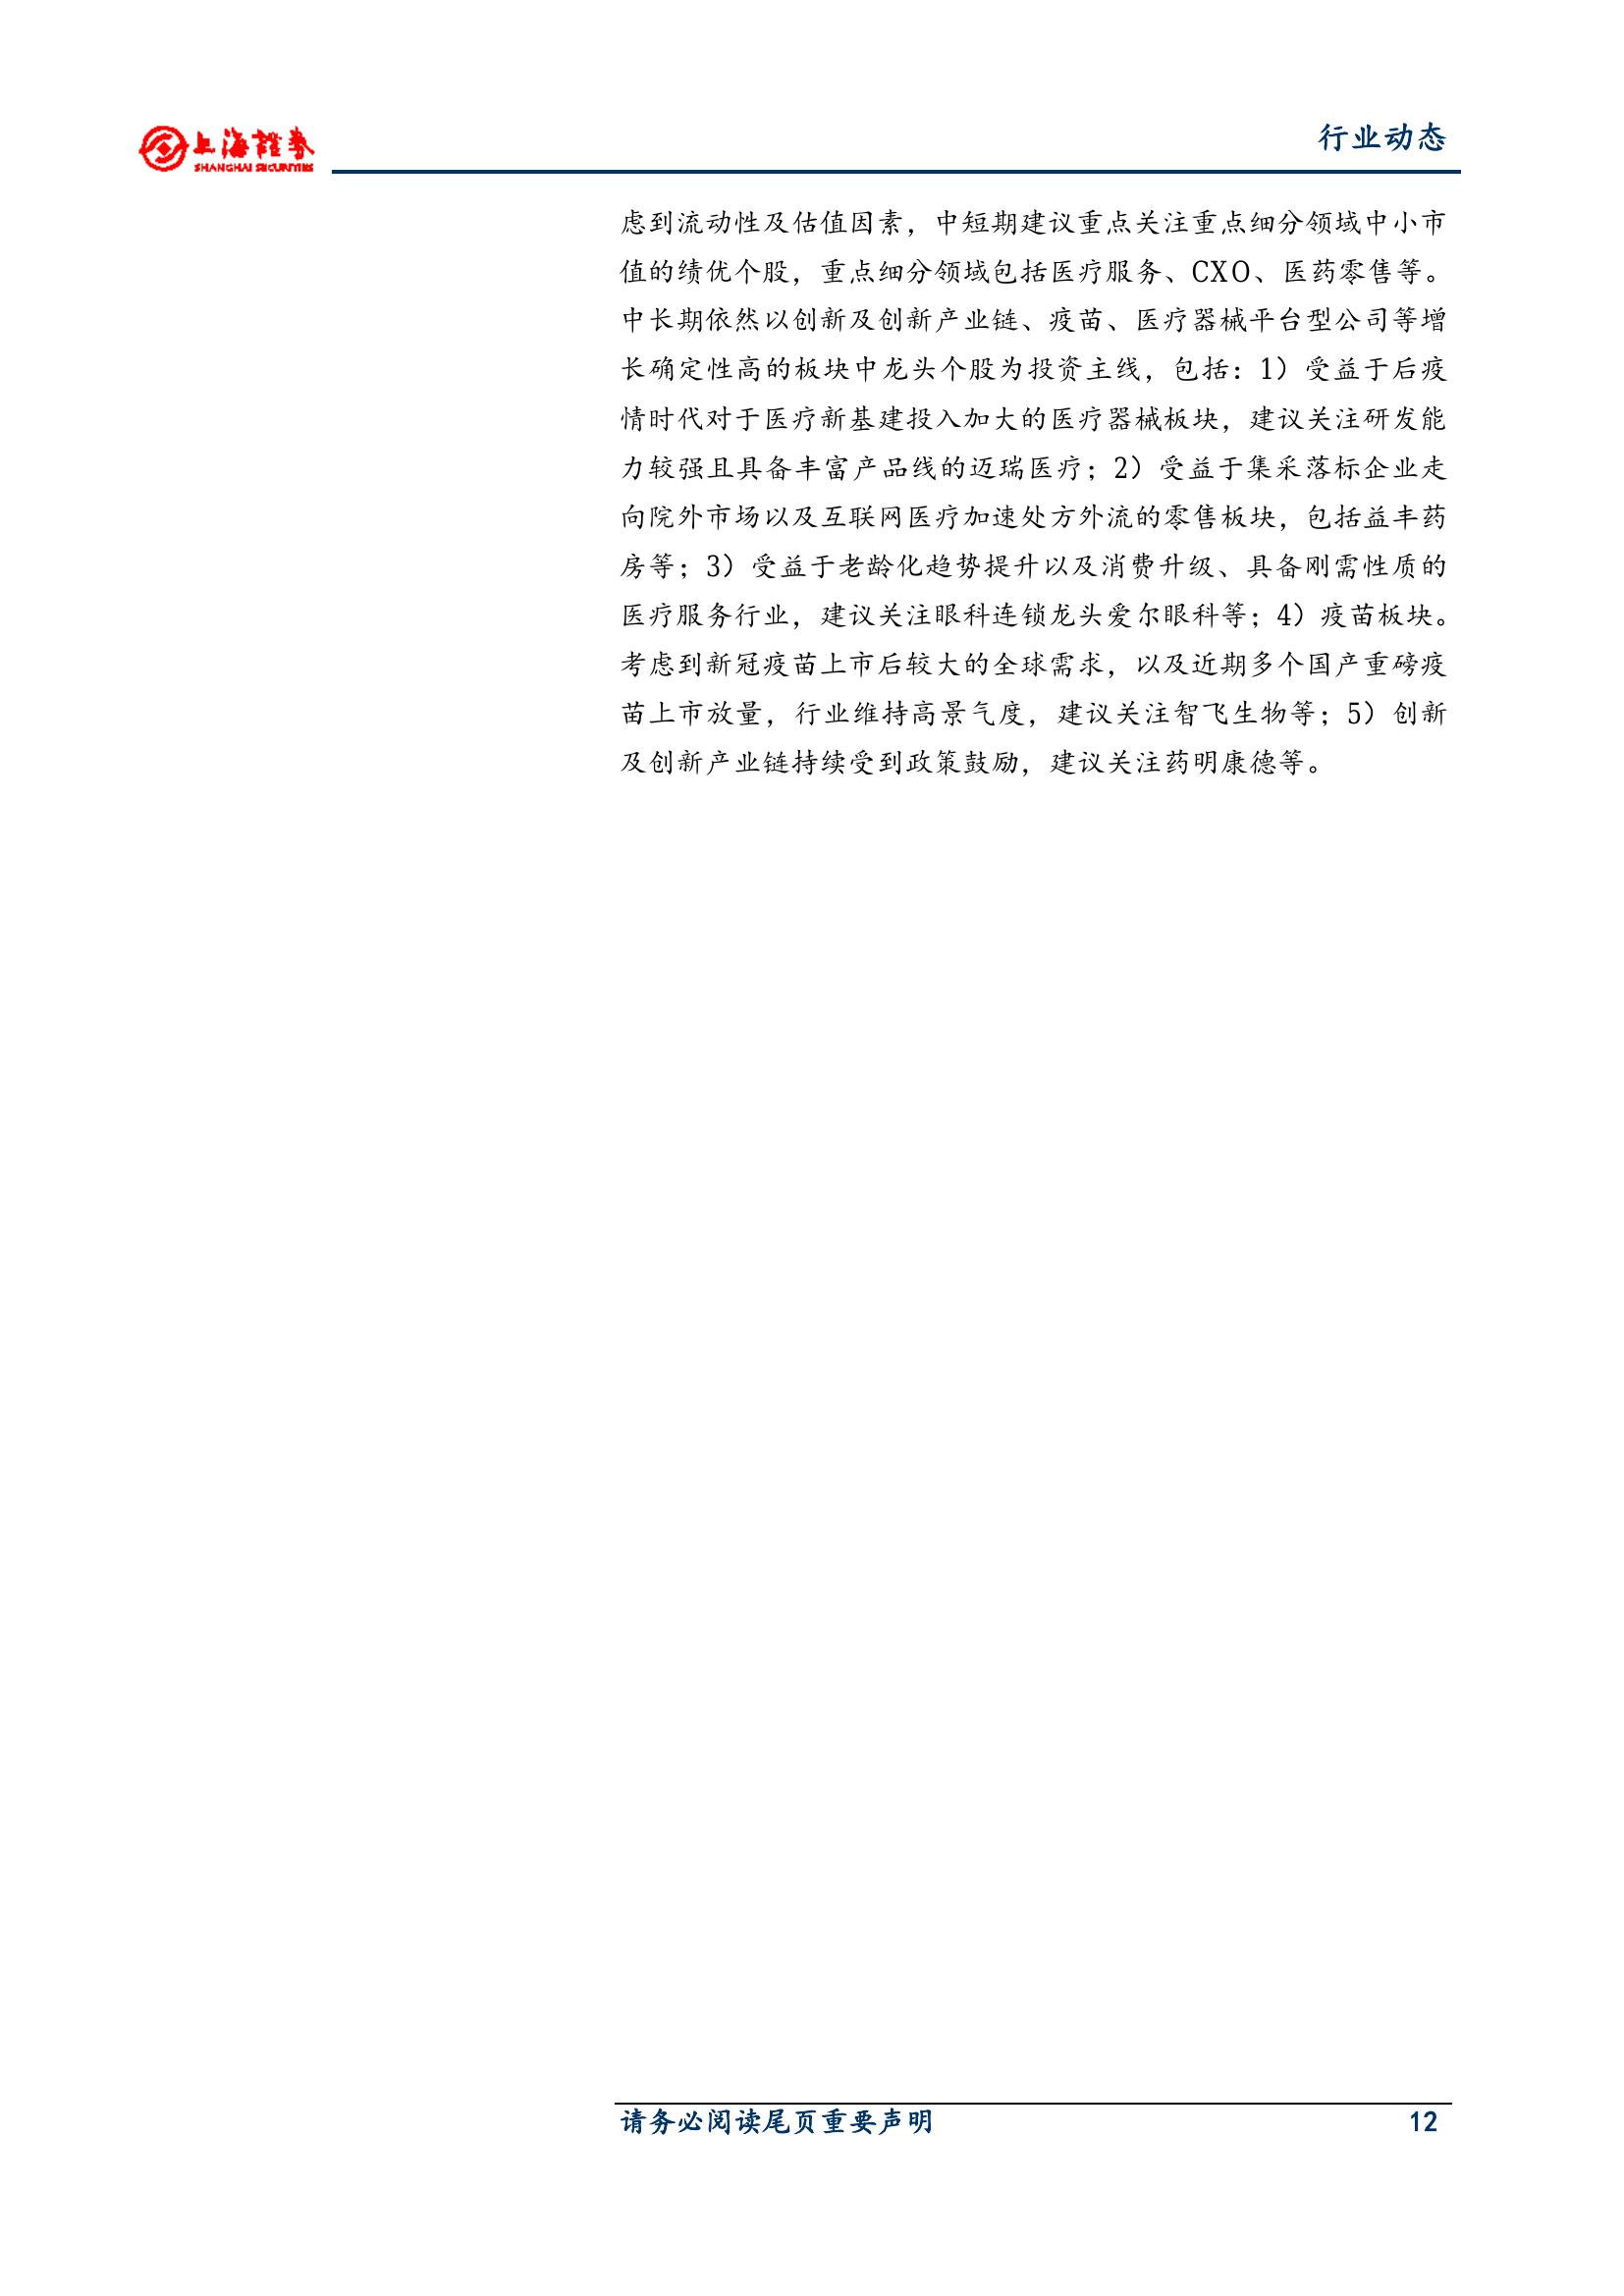 上海證券
SHANGHAI SECURITIES
行业动态
虑到流动性及估值因素，中短期建议重点关注重点细分领域中小市
值的绩优个股，重点细分领域包括医疗服务、CXO、医药零售等。
中长期依然以创新及创新产业链、疫苗、医疗器械平台型公司等增
长确定性高的板块中龙头个股为投资主线，包括：1）受益于后疫
情时代对于医疗新基建投入加大的医疗器械板块，建议关注研发能
力较强且具备丰富产品线的迈瑞医疗；2）受益于集采落标企业走
向院外市场以及互联网医疗加速处方外流的零售板块，包括益丰药
房等；3）受益于老龄化趋势提升以及消费升级、具备刚需性质的
医疗服务行业，建议关注眼科连锁龙头爱尔眼科等；4）疫苗板块。
考虑到新冠疫苗上市后较大的全球需求，以及近期多个国产重磅疫
苗上市放量，行业维持高景气度，建议关注智飞生物等；5）创新
及创新产业链持续受到政策鼓励，建议关注药明康德等。
请务必阅读尾页重要声明
12